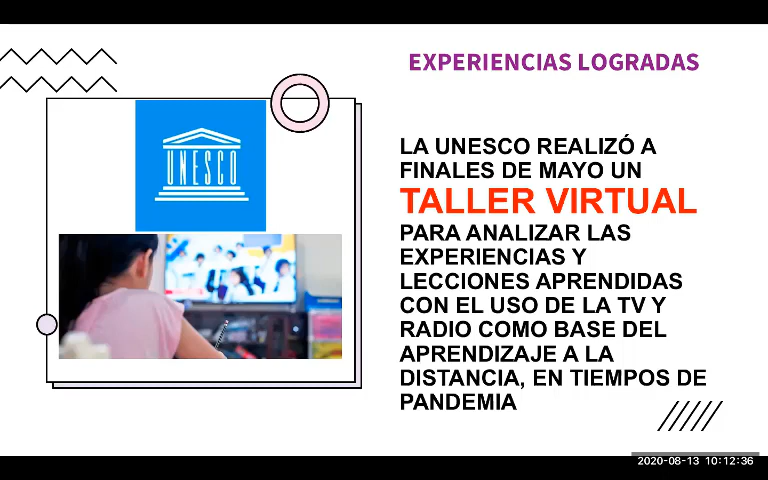 EXPERIENCIAS LOGRADAS
UNESCO
LA UNESCO REALIZÓ A
FINALES DE MAYO UN
TALLER VIRTUAL
PARA ANALIZAR LAS
EXPERIENCIAS Y
LECCIONES APRENDIDAS
CON EL USO DE LA TV Y
RADIO COMO BASE DEL
APRENDIZAJE A LA
DISTANCIA, EN TIEMPOS DE
PANDEMIA
2020-08-13 10:12:36